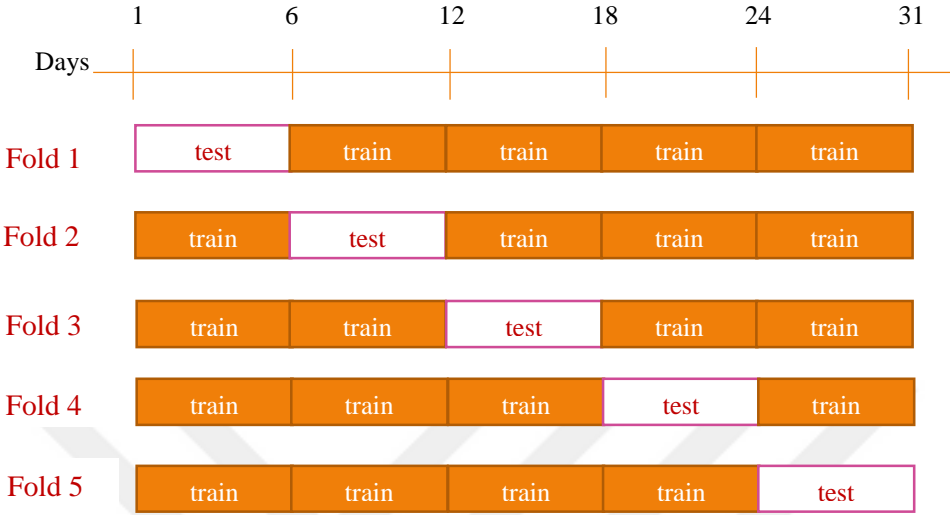 1 6 12 18 24 31
Days
Fold 1 test train train train train
Fold 2 train test train train train
Fold 3 train train test train train
Fold 4 train train train test train
Fold 5 train train train train test